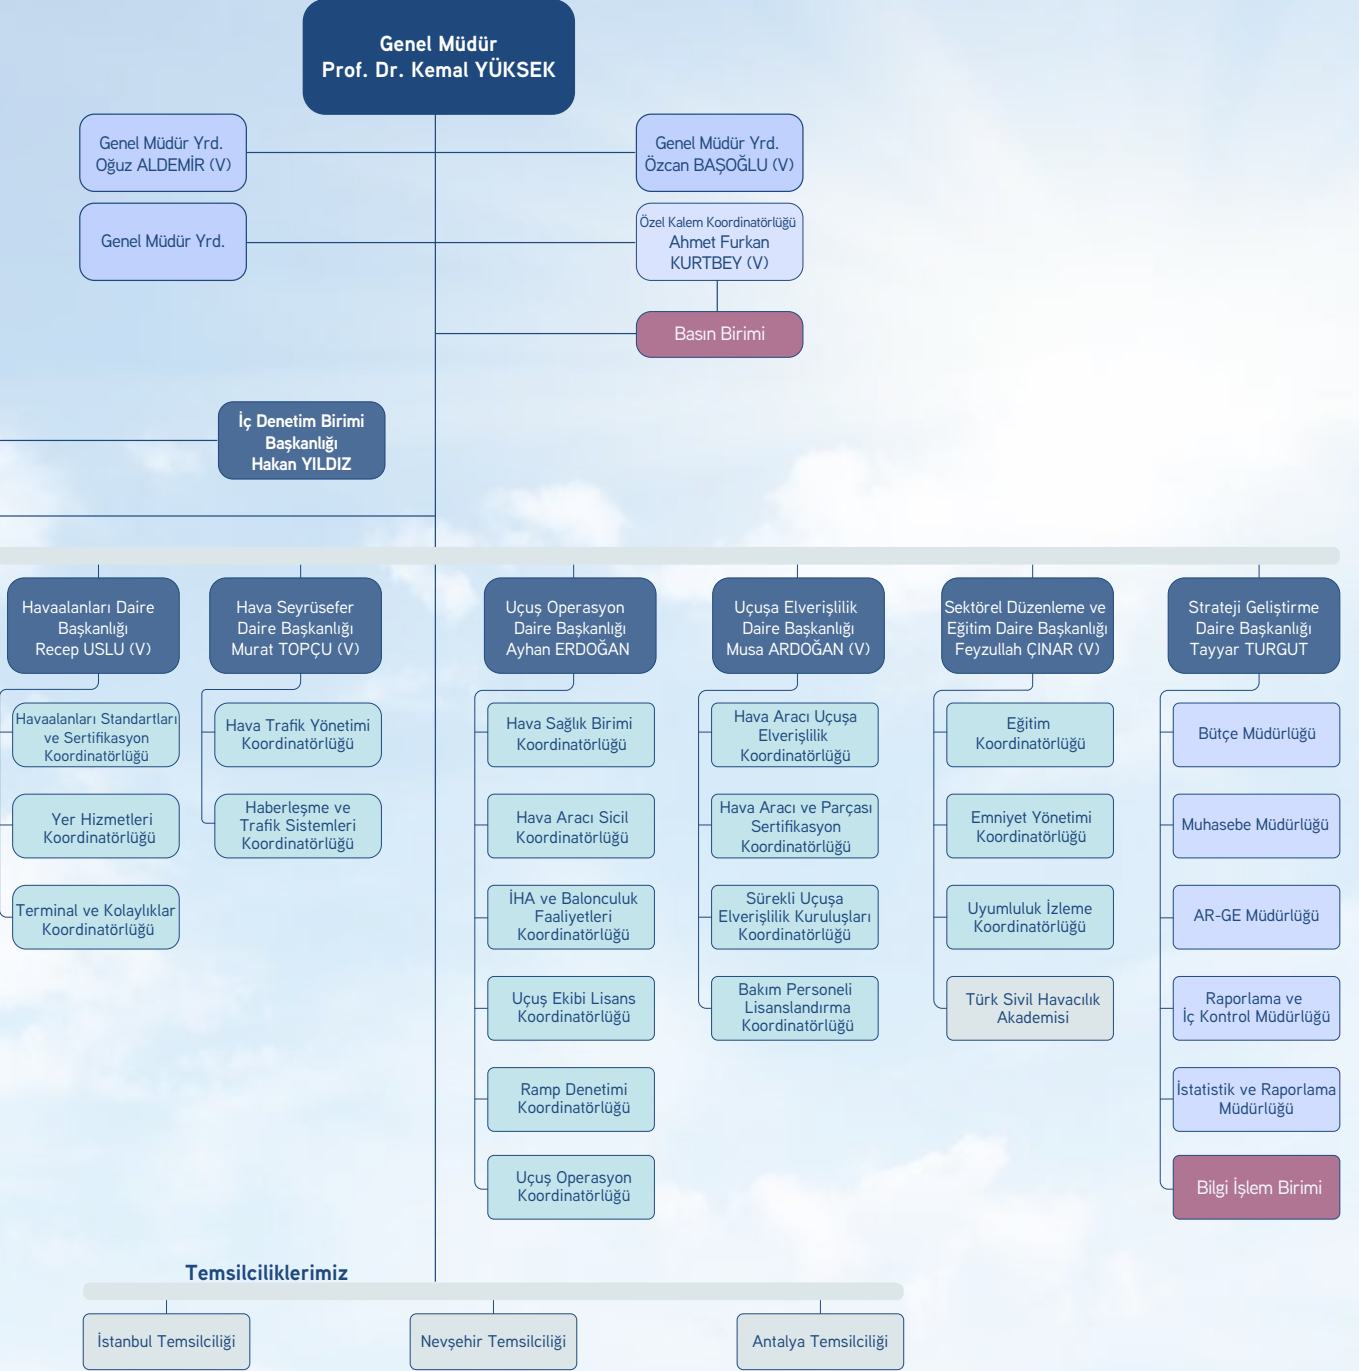 Genel Müdür
Prof. Dr. Kemal YÜKSEK
Genel Müdür Yrd.
Oğuz ALDEMİR (V)
Genel Müdür Yrd.
Özcan BAŞOĞLU (V)
Genel Müdür Yrd.
Özel Kalem Koordinatörlüğü
Ahmet Furkan
KURTBEY (V)
Basın Birimi
İç Denetim Birimi
Başkanlığı
Hakan YILDIZ
Havaalanları Daire
Başkanlığı
Recep USLU (V)
Havaalanları Standartları
ve Sertifikasyon
Koordinatörlüğü
Yer Hizmetleri
Koordinatörlüğü
Terminal ve Kolaylıklar
Koordinatörlüğü
Hava Seyrüsefer
Daire Başkanlığı
Murat TOPÇU (V)
Hava Trafik Yönetimi
Koordinatörlüğü
Haberleşme ve
Trafik Sistemleri
Koordinatörlüğü
Uçuş Operasyon
Daire Başkanlığı
Ayhan ERDOĞAN
Hava Sağlık Birimi
Koordinatörlüğü
Hava Aracı Sicil
Koordinatörlüğü
İHA ve Balonculuk
Faaliyetleri
Koordinatörlüğü
Uçuş Ekibi Lisans
Koordinatörlüğü
Ramp Denetimi
Koordinatörlüğü
Uçuş Operasyon
Koordinatörlüğü
Uçuşa Elverişlilik
Daire Başkanlığı
Musa ARDOĞAN (V)
Hava Aracı Uçuşa
Elverişlilik
Koordinatörlüğü
Hava Aracı ve Parçası
Sertifikasyon
Koordinatörlüğü
Sürekli Uçuşa
Elverişlilik Kuruluşları
Koordinatörlüğü
Bakım Personeli
Lisanslandırma
Koordinatörlüğü
Sektörel Düzenleme ve
Eğitim Daire Başkanlığı
Feyzullah ÇINAR (V)
Eğitim
Koordinatörlüğü
Emniyet Yönetimi
Koordinatörlüğü
Uyumluluk İzleme
Koordinatörlüğü
Türk Sivil Havacılık
Akademisi
Strateji Geliştirme
Daire Başkanlığı
Tayyar TURGUT
Bütçe Müdürlüğü
Muhasebe Müdürlüğü
AR-GE Müdürlüğü
Raporlama ve
İç Kontrol Müdürlüğü
İstatistik ve Raporlama
Müdürlüğü
Bilgi İşlem Birimi
Temsilciliklerimiz
İstanbul Temsilciliği
Nevşehir Temsilciliği
Antalya Temsilciliği